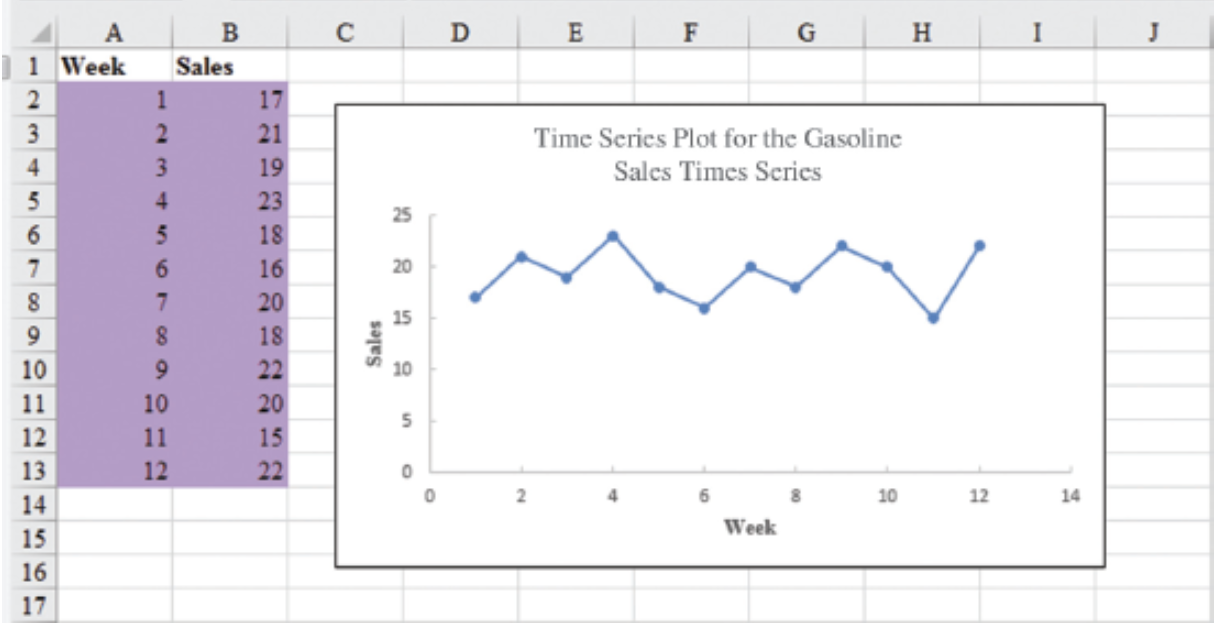 A B C D E F G H I J
1 Week Sales
2 1 17
3 2 21
4 3 19
5 4 23
6 5 18
7 6 16
8 7 20
9 8 18
10 9 22
11 10 20
12 11 15
13 12 22
14
15
16
17
Time Series Plot for the Gasoline
Sales Times Series
25
20
15
10
5
0
Sales
0 2 4 6 8 10 12 14
Week